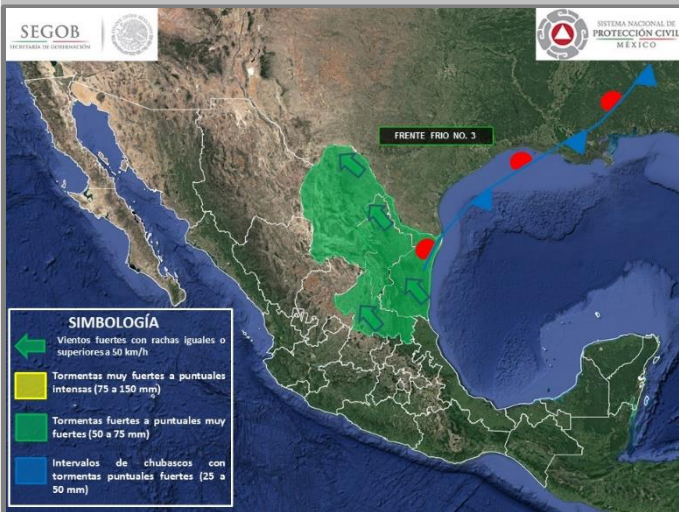 SEGOB
SECRETARÍA DE GOBERNACIÓN
SISTEMA NACIONAL DE
PROTECCIÓN CIVIL
MÉXICO
FRENTE FRIO NO. 3
SIMBOLOGÍA
Vientos fuertes con rachas iguales o
superiores a 50 km/h
Tormentas muy fuertes a puntuales
intensas (75 a 150 mm)
Tormentas fuertes a puntuales muy
fuertes (50 a 75 mm)
Intervalos de chubascos con
tormentas puntuales fuertes (25 a
50 mm)